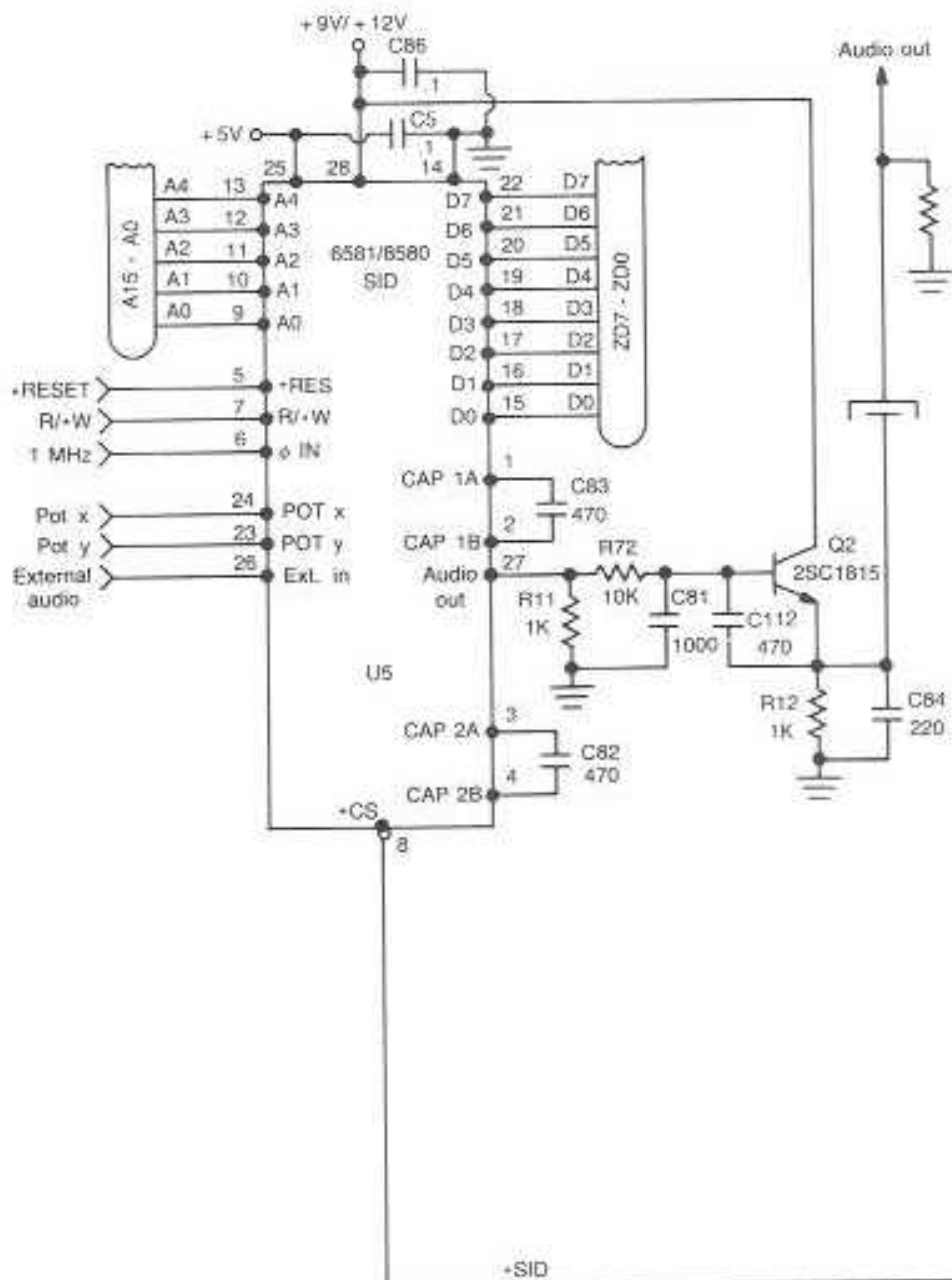 +9V/+12V
C86
.1
Audio out
+5V
C5
.1
25
28
14
A15 - A0
A4 13 A4
A3 12 A3
A2 11 A2
A1 10 A1
A0 9 A0
6581/8580
SID
D7 22 D7
D6 21 D6
D5 20 D5
D4 19 D4
D3 18 D3
D2 17 D2
D1 16 D1
D0 15 D0
ZD7 - ZD0
+RESET 5 +RES
R/+W 7 R/+W
1 MHz 6 ϕ IN
Pot x 24 POT x
Pot y 23 POT y
External
audio
26 Ext. in
CAP 1A 1
C83
470
CAP 1B 2
Audio
out
27
R72
10K
R11
1K
C81
1000
C112
470
Q2
2SC1815
R12
1K
C84
220
U5
CAP 2A 3
C82
470
CAP 2B 4
+CS
8
+SID